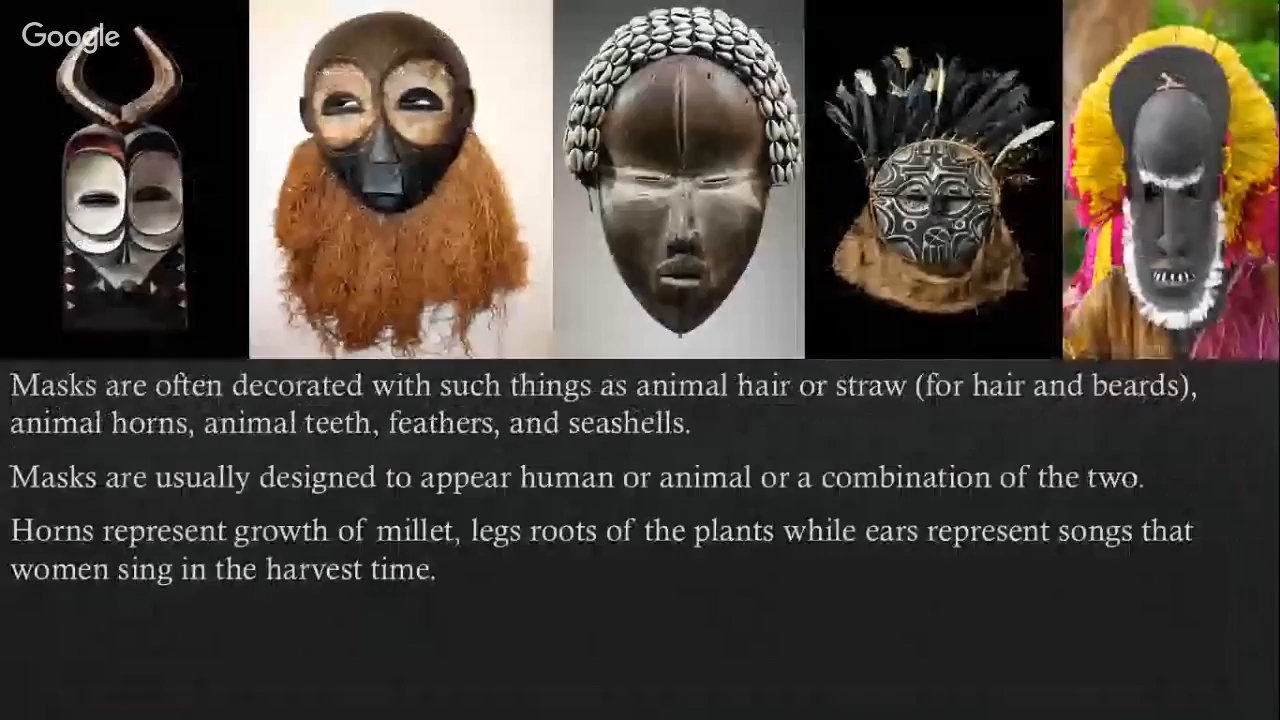 Google
Masks are often decorated with such things as animal hair or straw (for hair and beards),
animal horns, animal teeth, feathers, and seashells.
Masks are usually designed to appear human or animal or a combination of the two.
Horns represent growth of millet, legs roots of the plants while ears represent songs that
women sing in the harvest time.